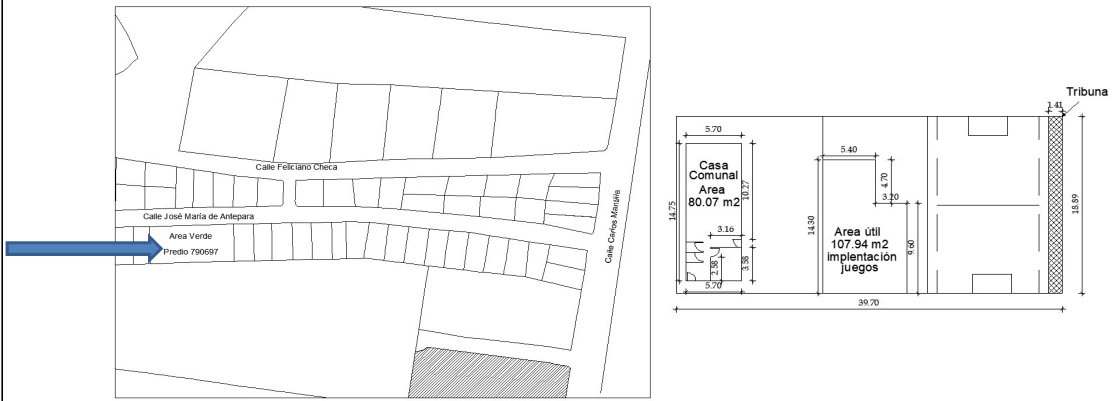 Calle Feliciano Checa
Calle José María de Antepara
Area Verde
Predio 790697
Calle Carlos Mantilla
Tribuna
1.41
5.70
Casa
Comunal
Area
80.07 m2
14.75
10.27
3.16
2.58
3.58
5.70
5.40
4.70
3.20
14.30
Area útil
107.94 m2
implentación
juegos
9.60
18.89
39.70